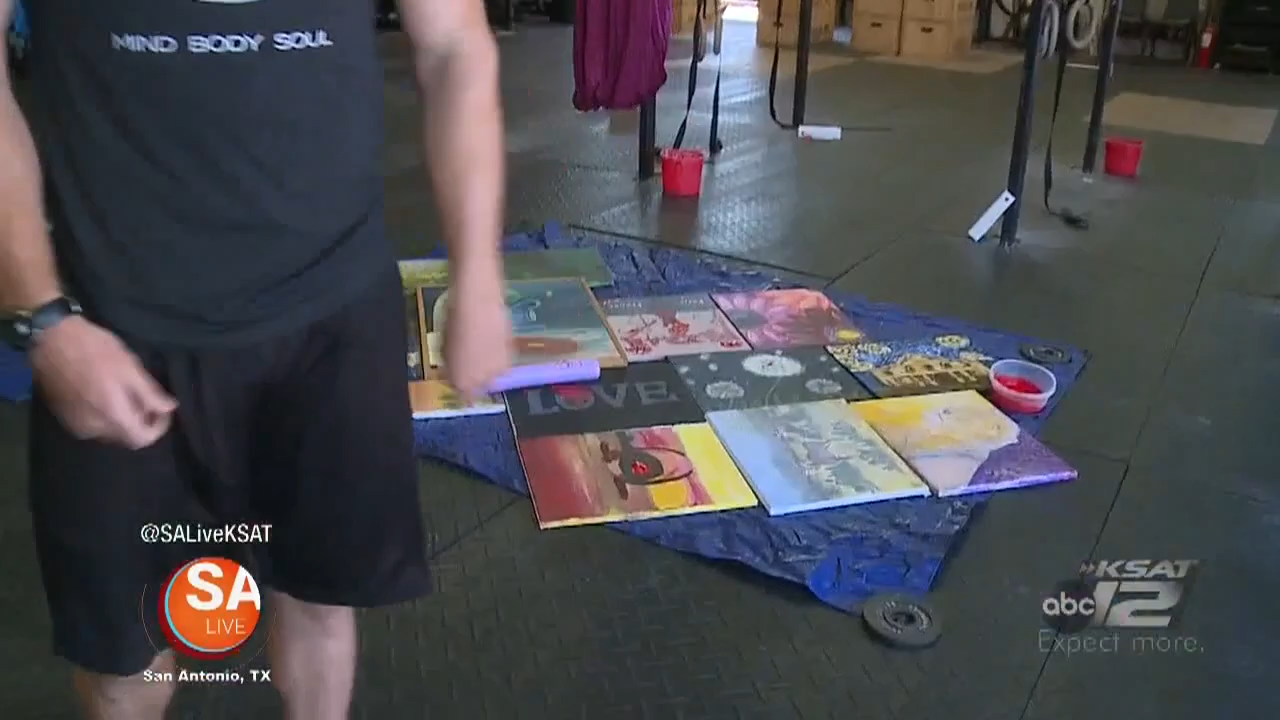 MIND BODY SOUL
LOVE
@SALiveKSAT
SA
LIVE
San Antonio, TX
KSAT
abc 12
Expect more.